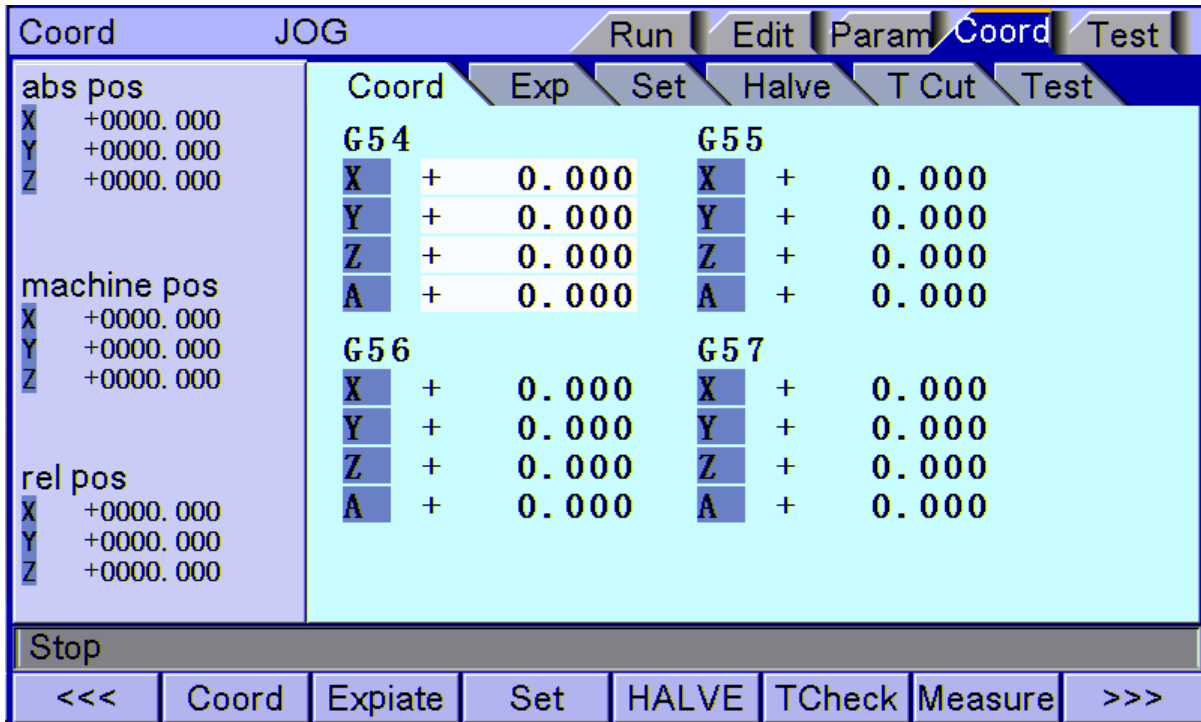 Coord JOG Run Edit Param Coord Test
abs pos
X +0000.000
Y +0000.000
Z +0000.000
machine pos
X +0000.000
Y +0000.000
Z +0000.000
rel pos
X +0000.000
Y +0000.000
Z +0000.000
Coord Exp Set Halve T Cut Test
G54
X + 0.000
Y + 0.000
Z + 0.000
A + 0.000
G55
X + 0.000
Y + 0.000
Z + 0.000
A + 0.000
G56
X + 0.000
Y + 0.000
Z + 0.000
A + 0.000
G57
X + 0.000
Y + 0.000
Z + 0.000
A + 0.000
Stop
<<< Coord Expiate Set HALVE TCheck Measure >>>